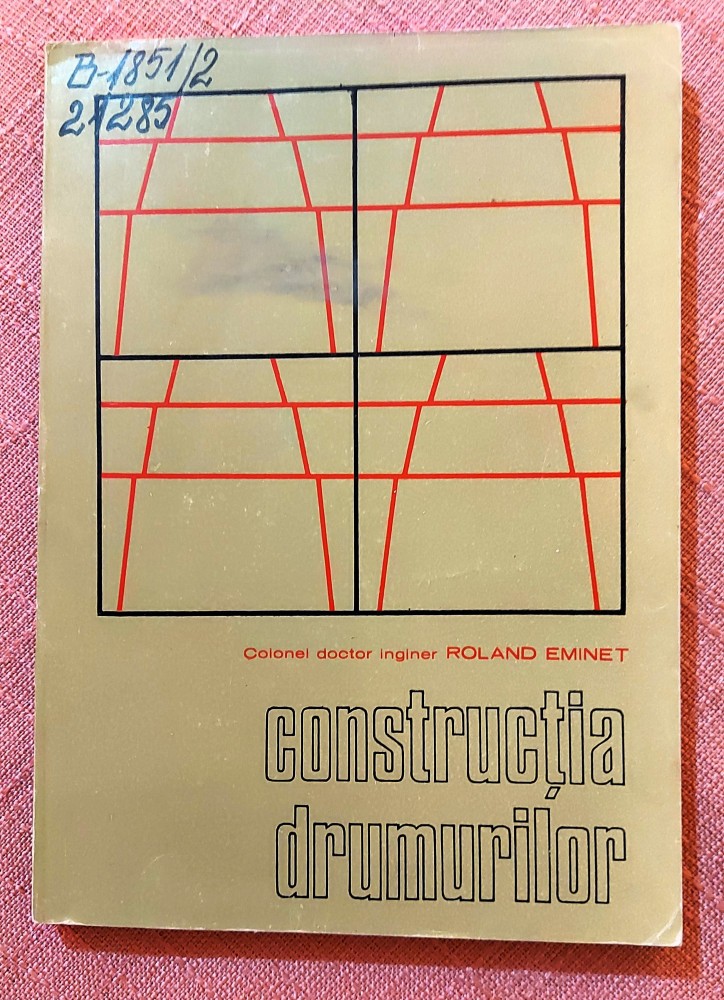 B-1851/2
21285
Colonel doctor inginer ROLAND EMINET
construcția
drumurilor